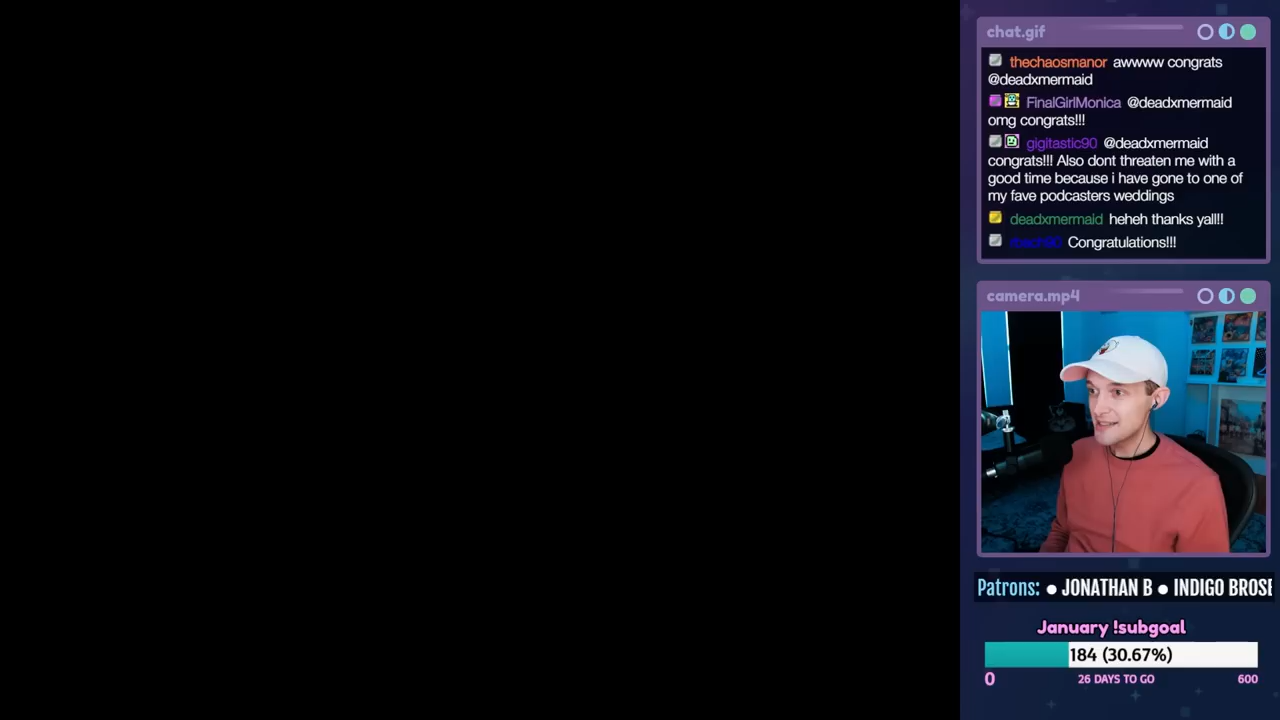 chat.gif
thechaosmanor awwww congrats
@deadxmermaid
FinalGirlMonica @deadxmermaid
omg congrats!!!
gigitastic90 @deadxmermaid
congrats!!! Also dont threaten me with a
good time because i have gone to one of
my fave podcasters weddings
deadxmermaid heheh thanks yall!!!
Congratulations!!!
camera.mp4
Patrons: ● JONATHAN B ● INDIGO BROSE
January !subgoal
184 (30.67%)
0 26 DAYS TO GO 600